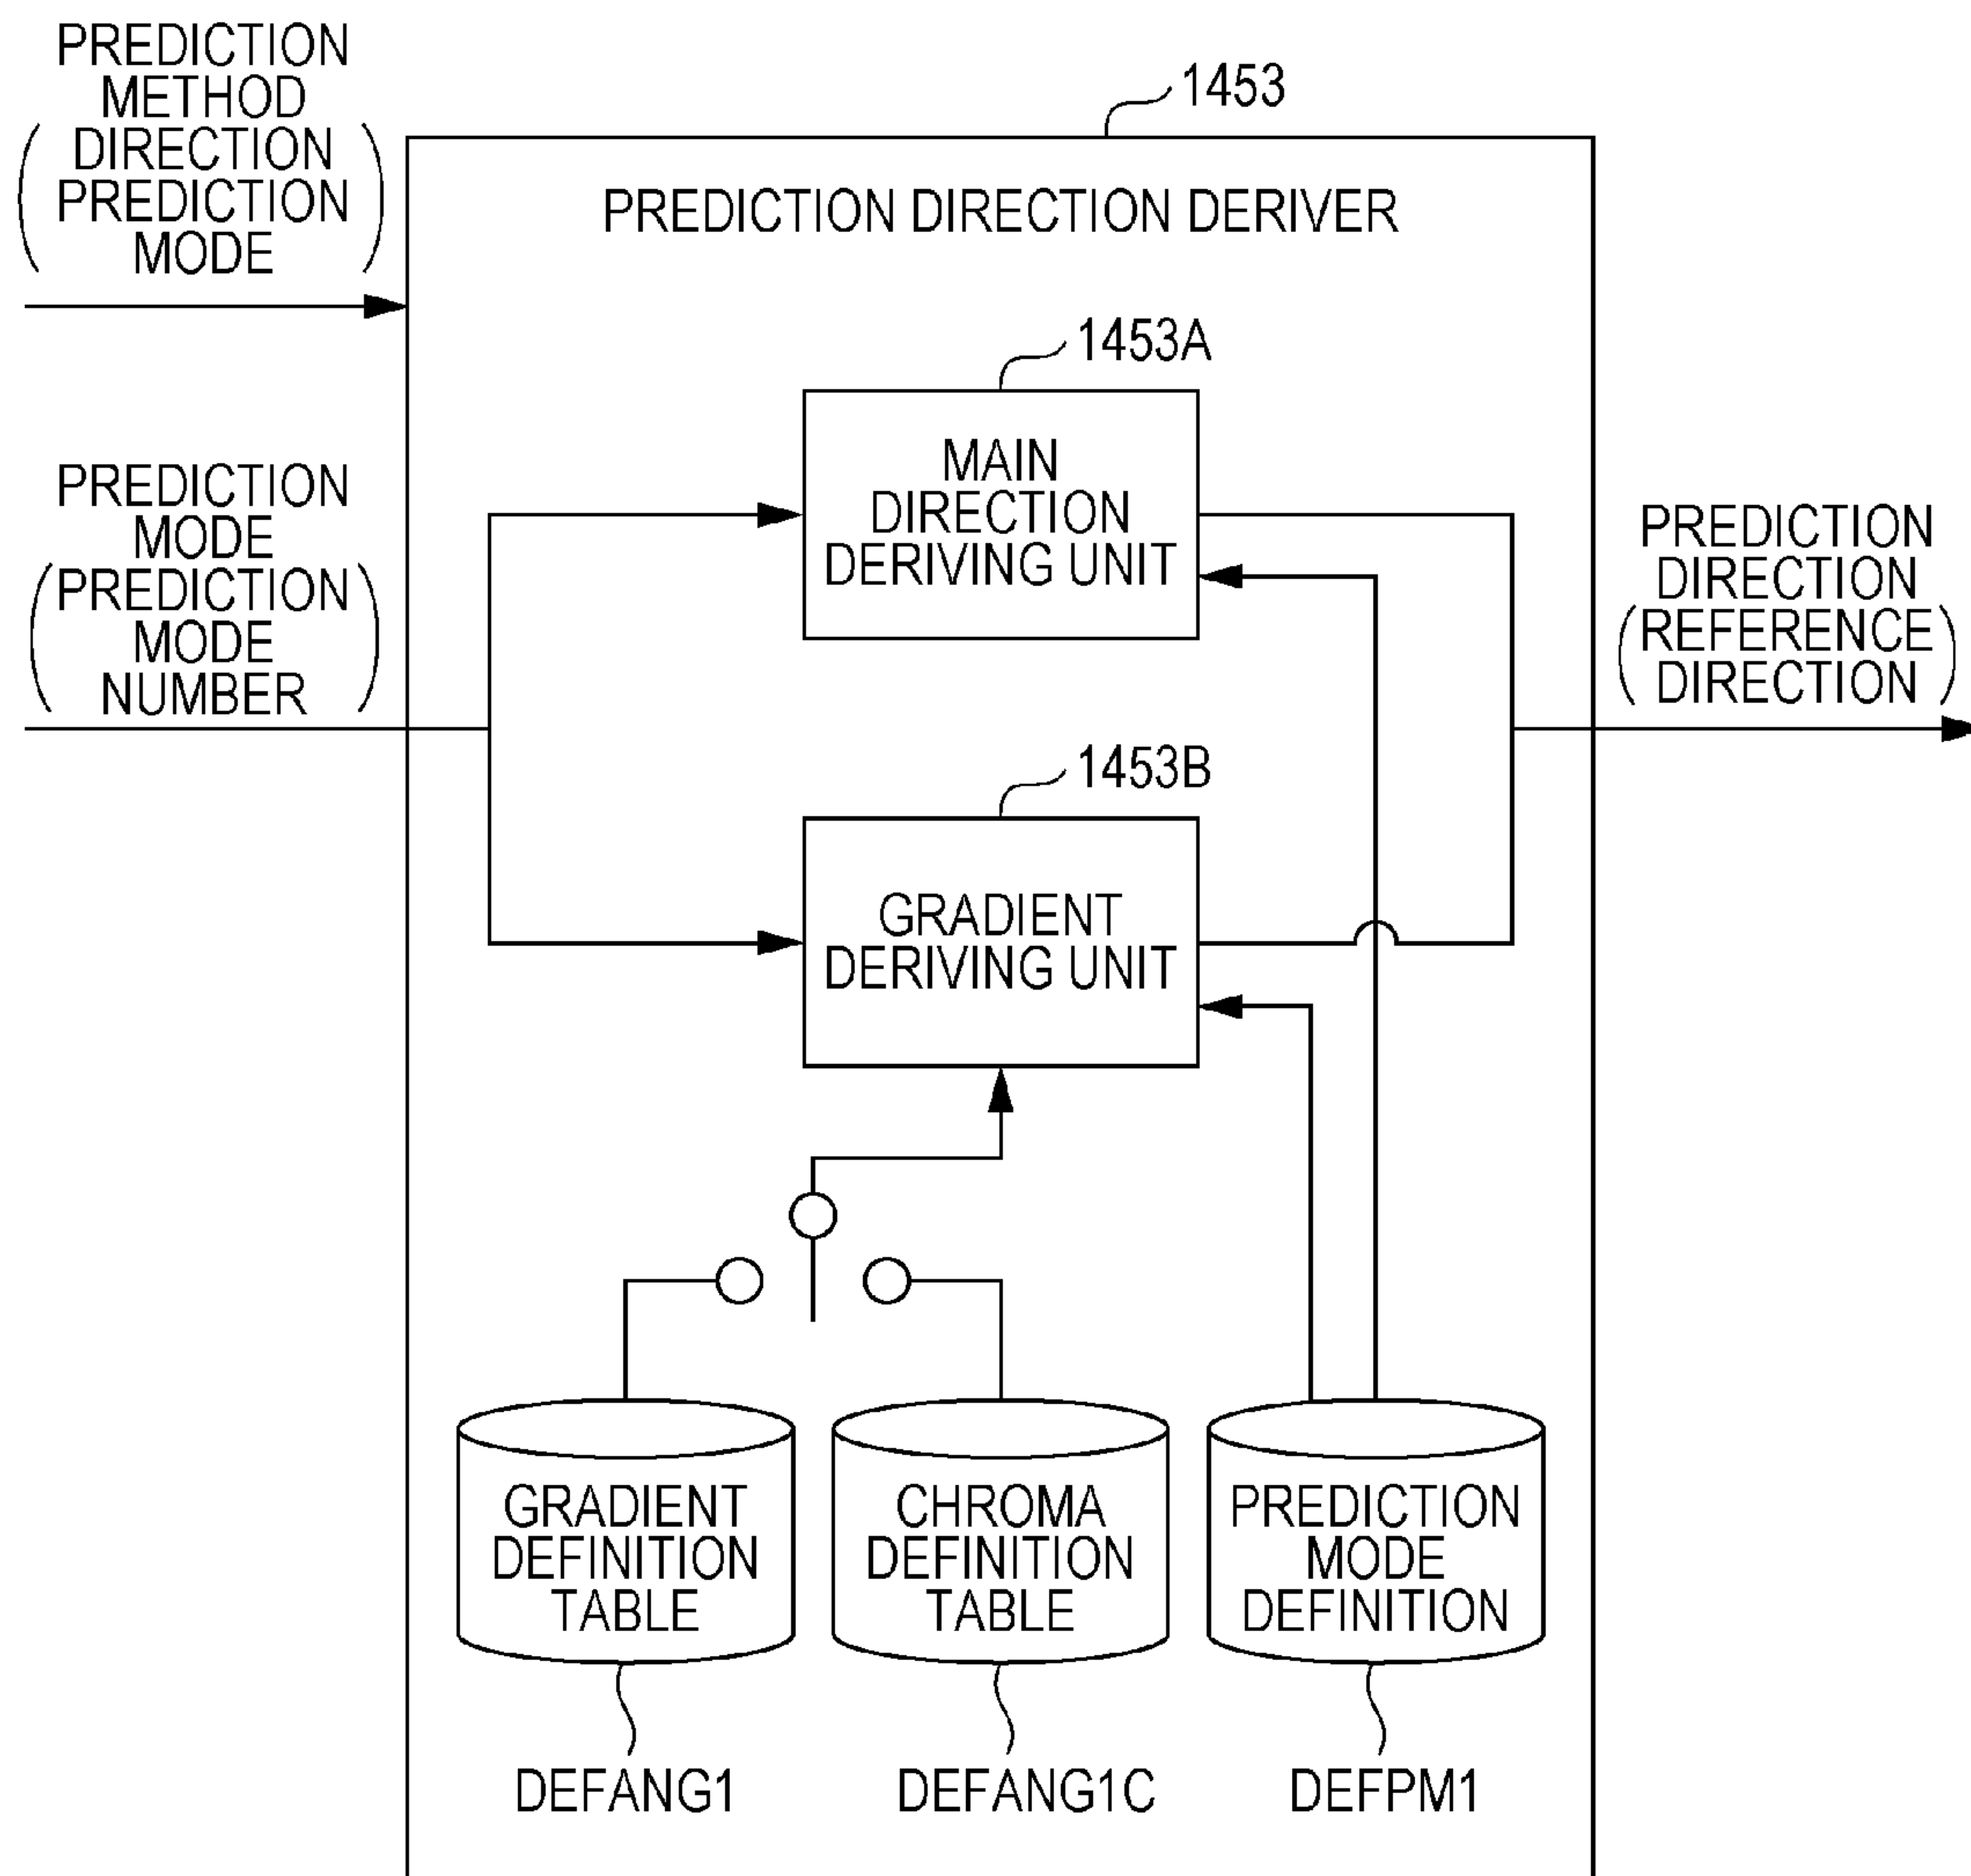 PREDICTION
METHOD
DIRECTION
PREDICTION
MODE
1453
PREDICTION DIRECTION DERIVER
1453A
MAIN
DIRECTION
DERIVING UNIT
PREDICTION
MODE
PREDICTION
MODE
NUMBER
PREDICTION
DIRECTION
REFERENCE
DIRECTION
1453B
GRADIENT
DERIVING UNIT
GRADIENT
DEFINITION
TABLE
CHROMA
DEFINITION
TABLE
PREDICTION
MODE
DEFINITION
DEFANG1
DEFANG1C
DEFPM1